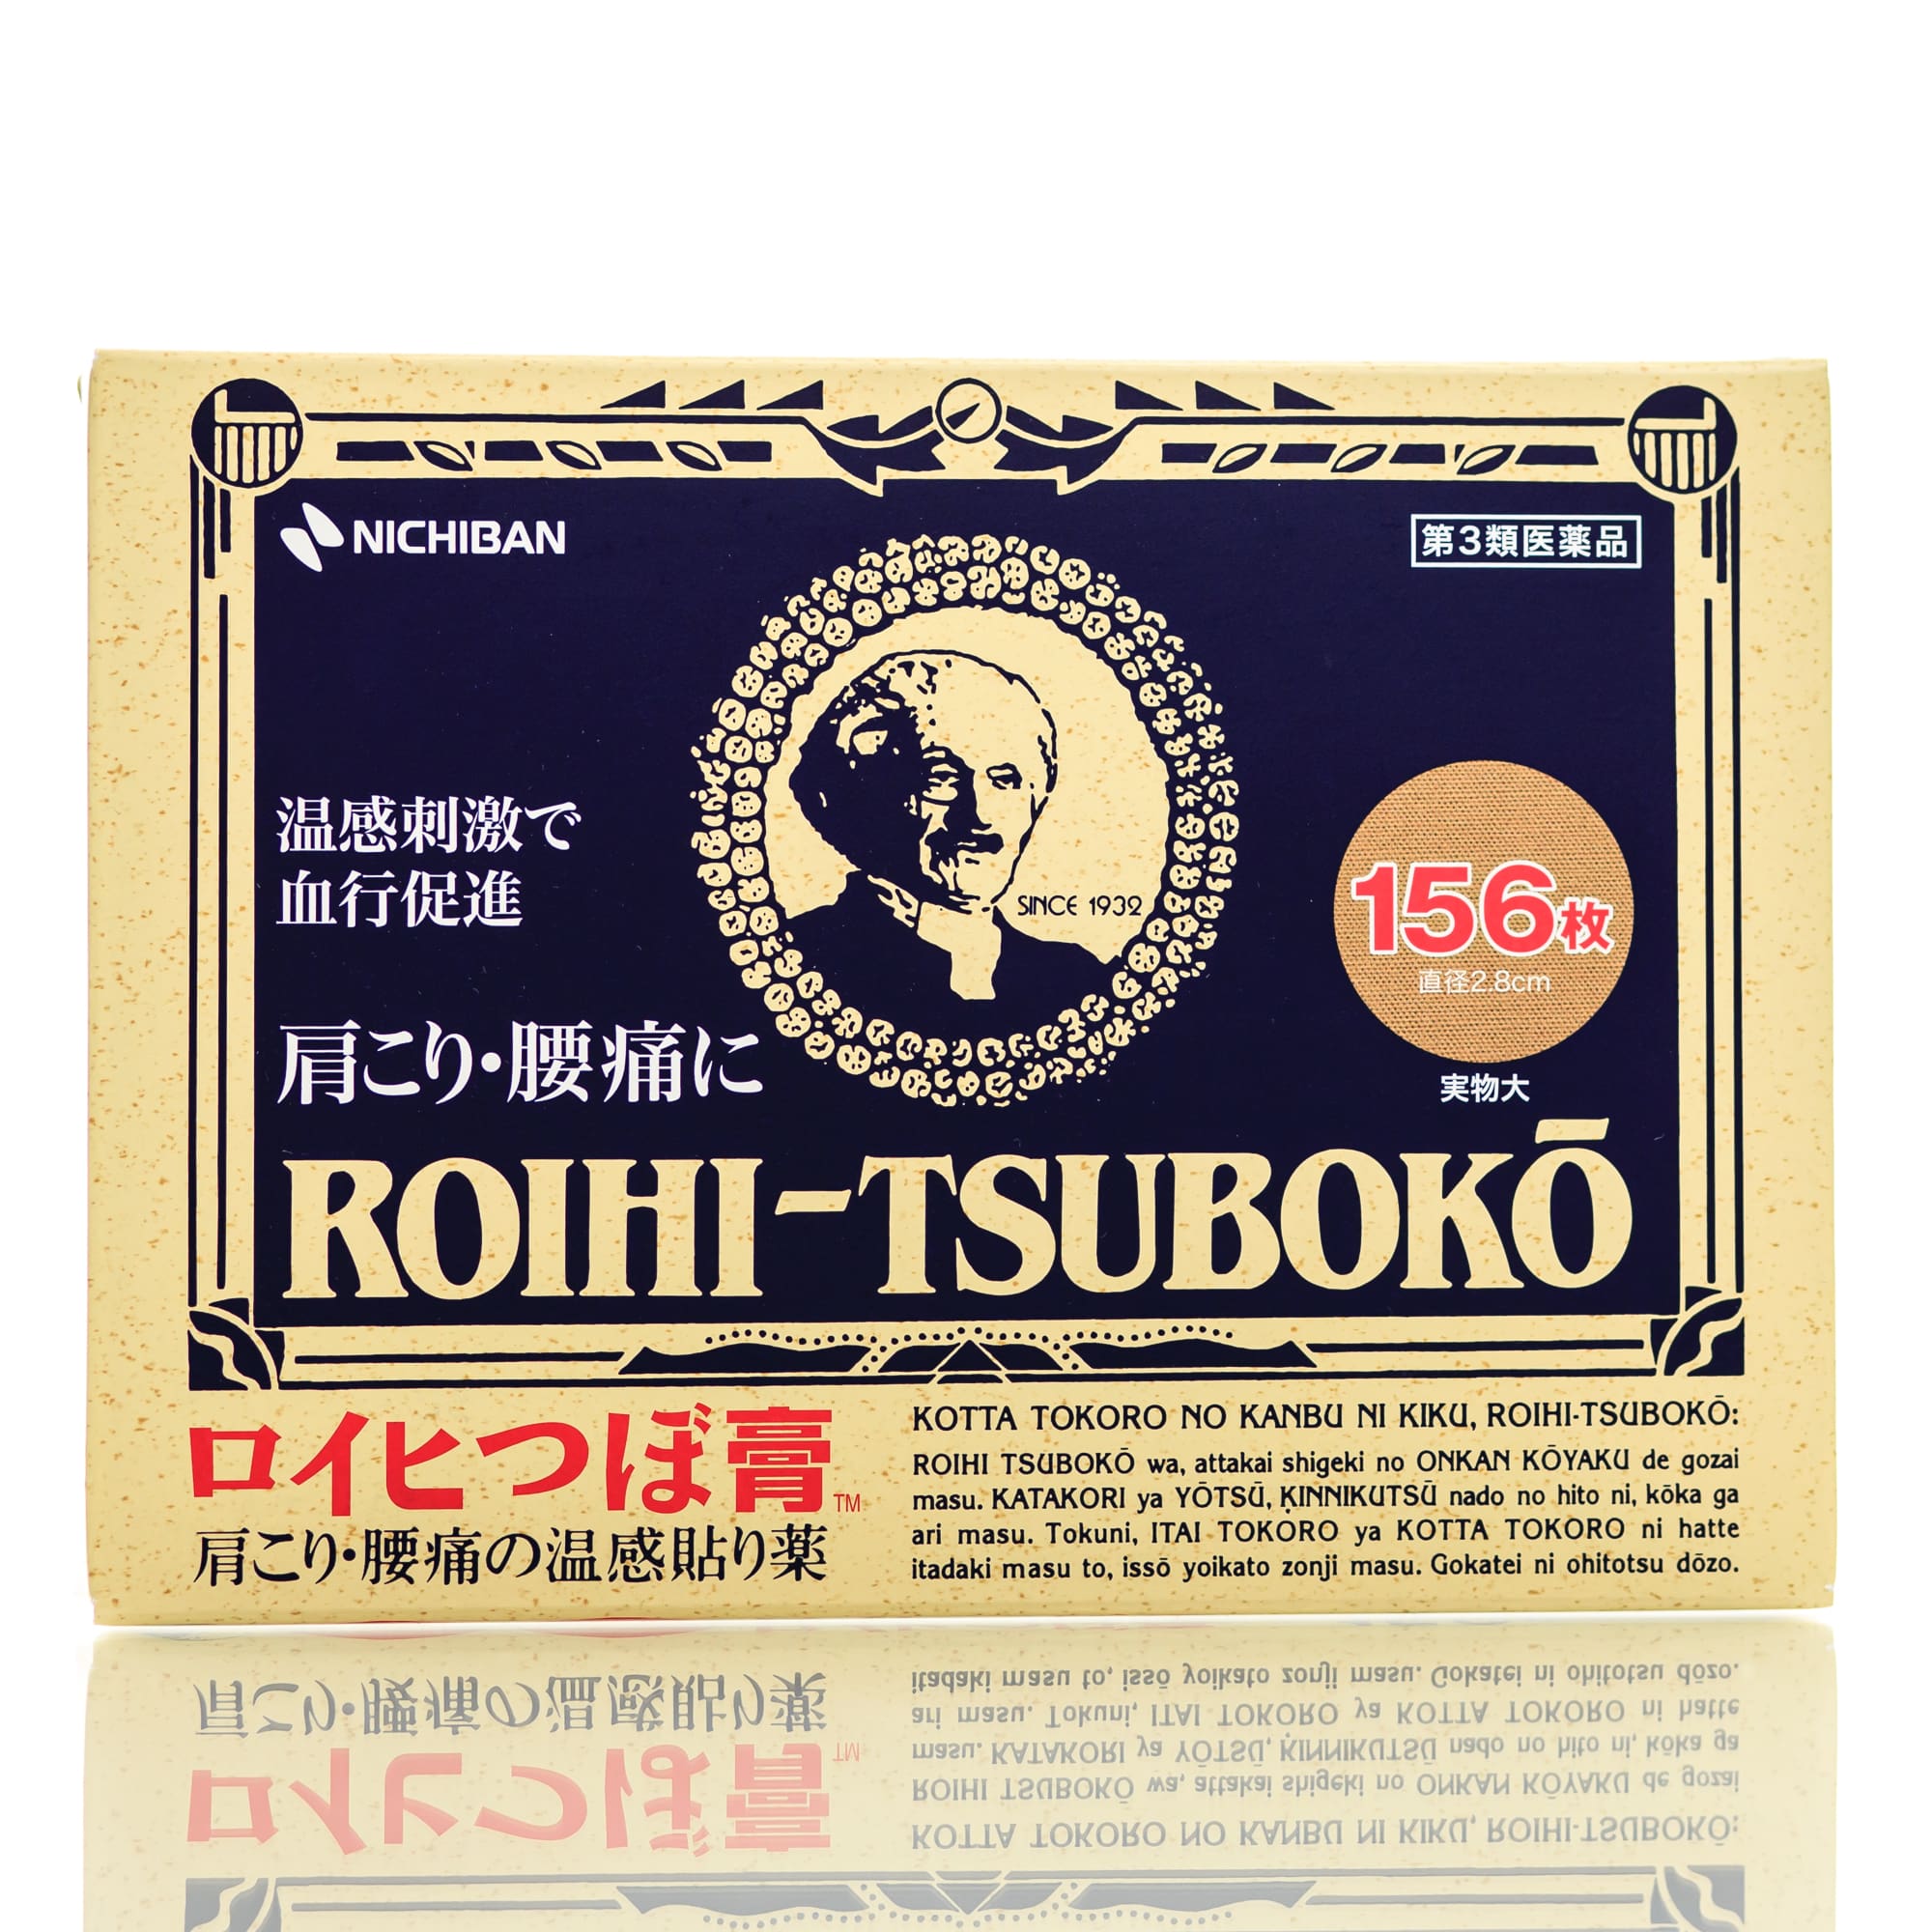 NICHIBAN
第3類医薬品
温感刺激で
血行促進
SINCE 1932
156枚
直径2.8cm
実物大
肩こり・腰痛に
ROIHI-TSUBOKŌ
ロイヒつぼ膏™
肩こり・腰痛の温感貼り薬
KOTTA TOKORO NO KANBU NI KIKU, ROIHI-TSUBOKŌ:
ROIHI TSUBOKŌ wa, attakai shigeki no ONKAN KŌYAKU de gozai
masu. KATAKORI ya YŌTSŪ, ĶINNIKUTSŪ nado no hito ni, kōka ga
ari masu. Tokuni, ITAI TOKORO ya KOTTA TOKORO ni hatte
itadaki masu to, issō yoikato zonji masu. Gokatei ni ohitotsu dōzo.